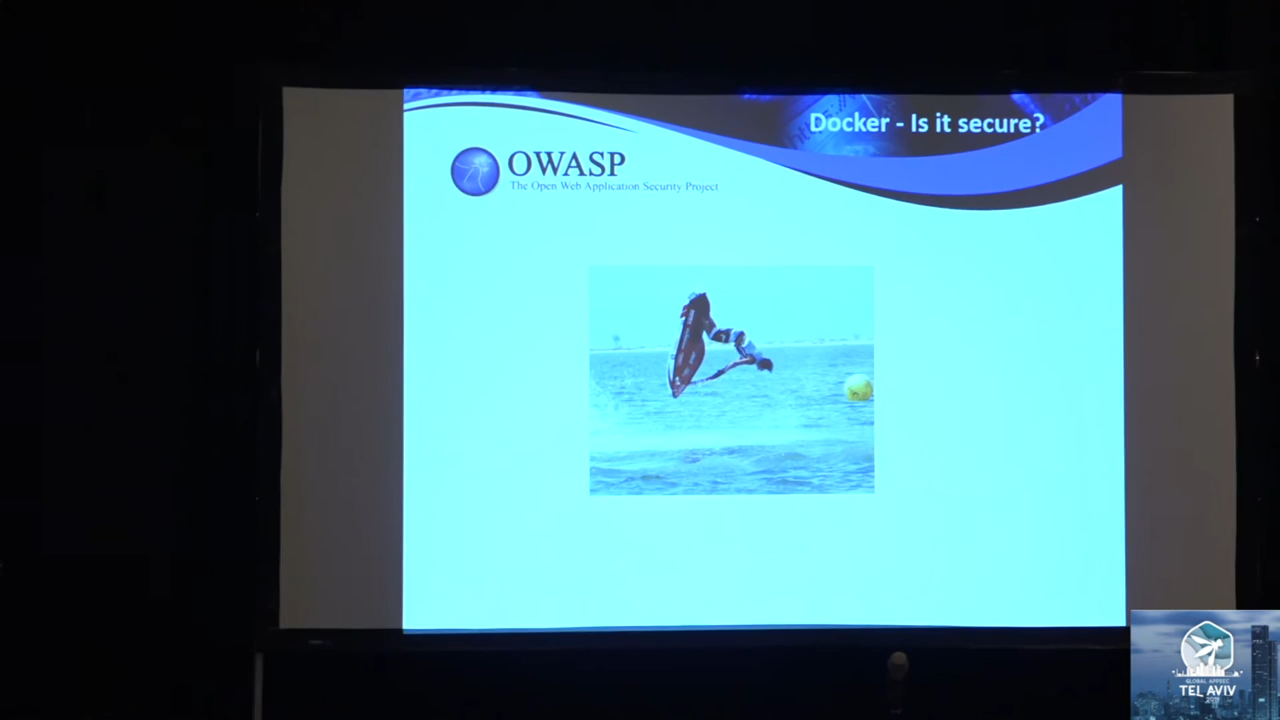 Docker - Is it secure?
OWASP
The Open Web Application Security Project
GLOBAL APPSEC
TEL AVIV